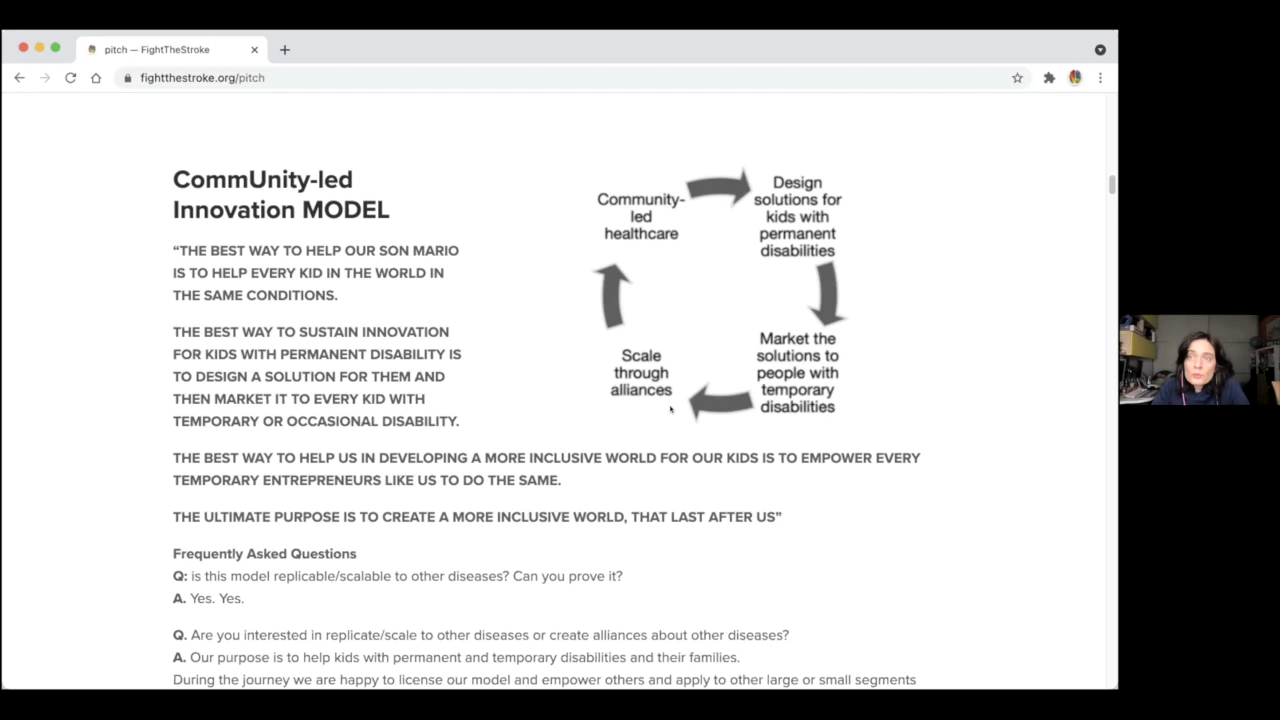 pitch — FightTheStroke
fightthestroke.org/pitch
CommUnity-led
Innovation MODEL
“THE BEST WAY TO HELP OUR SON MARIO
IS TO HELP EVERY KID IN THE WORLD IN
THE SAME CONDITIONS.
THE BEST WAY TO SUSTAIN INNOVATION
FOR KIDS WITH PERMANENT DISABILITY IS
TO DESIGN A SOLUTION FOR THEM AND
THEN MARKET IT TO EVERY KID WITH
TEMPORARY OR OCCASIONAL DISABILITY.
Community-
led
healthcare
Design
solutions for
kids with
permanent
disabilities
Market the
solutions to
people with
temporary
disabilities
Scale
through
alliances
THE BEST WAY TO HELP US IN DEVELOPING A MORE INCLUSIVE WORLD FOR OUR KIDS IS TO EMPOWER EVERY
TEMPORARY ENTREPRENEURS LIKE US TO DO THE SAME.
THE ULTIMATE PURPOSE IS TO CREATE A MORE INCLUSIVE WORLD, THAT LAST AFTER US”
Frequently Asked Questions
Q: is this model replicable/scalable to other diseases? Can you prove it?
A. Yes. Yes.
Q. Are you interested in replicate/scale to other diseases or create alliances about other diseases?
A. Our purpose is to help kids with permanent and temporary disabilities and their families.
During the journey we are happy to license our model and empower others and apply to other large or small segments